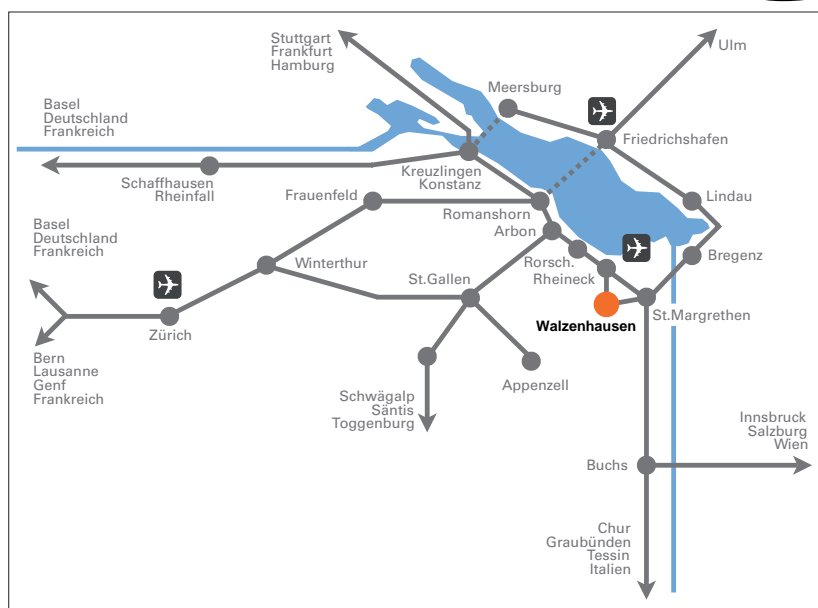 Stuttgart
Frankfurt
Hamburg
Ulm
Meersburg
Basel
Deutschland
Frankreich
Friedrichshafen
Kreuzlingen
Konstanz
Schaffhausen
Rheinfall
Frauenfeld
Lindau
Romanshorn
Arbon
Basel
Deutschland
Frankreich
Rorsch.
Rheineck
Bregenz
Winterthur
St.Gallen
St.Margrethen
Walzenhausen
Zürich
Bern
Lausanne
Genf
Frankreich
Appenzell
Schwägalp
Säntis
Toggenburg
Innsbruck
Salzburg
Wien
Buchs
Chur
Graubünden
Tessin
Italien